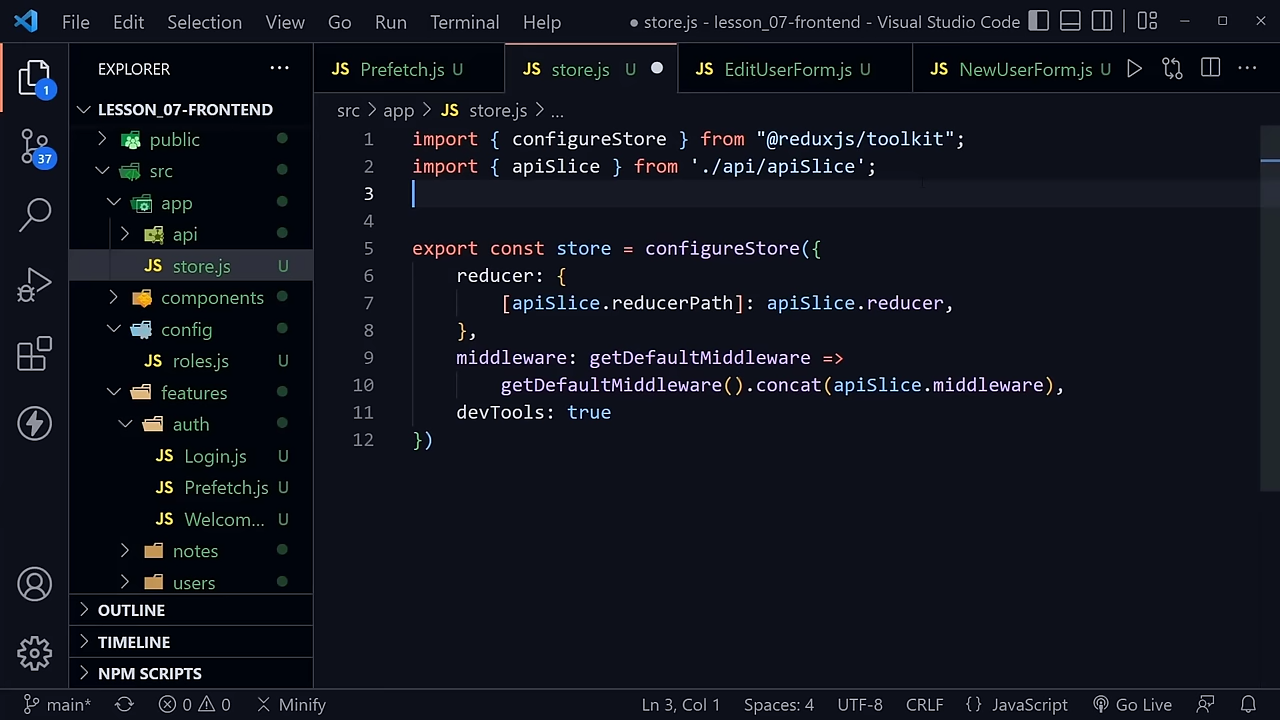 File Edit Selection View Go Run Terminal Help ● store.js - lesson_07-frontend - Visual Studio Code
EXPLORER ···
JS Prefetch.js U JS store.js U ● JS EditUserForm.js U JS NewUserForm.js U ···
1
37
LESSON_07-FRONTEND
public
src
app
api
JS store.js U
components
config
JS roles.js U
features
auth
JS Login.js U
JS Prefetch.js U
JS Welcom... U
notes
users
OUTLINE
TIMELINE
NPM SCRIPTS
src > app > JS store.js > ...
1 import { configureStore } from "@reduxjs/toolkit";
2 import { apiSlice } from './api/apiSlice';
3
4
5 export const store = configureStore({
6     reducer: {
7         [apiSlice.reducerPath]: apiSlice.reducer,
8     },
9     middleware: getDefaultMiddleware =>
10         getDefaultMiddleware().concat(apiSlice.middleware),
11     devTools: true
12 })
main* 0 0 Minify Ln 3, Col 1 Spaces: 4 UTF-8 CRLF {} JavaScript Go Live